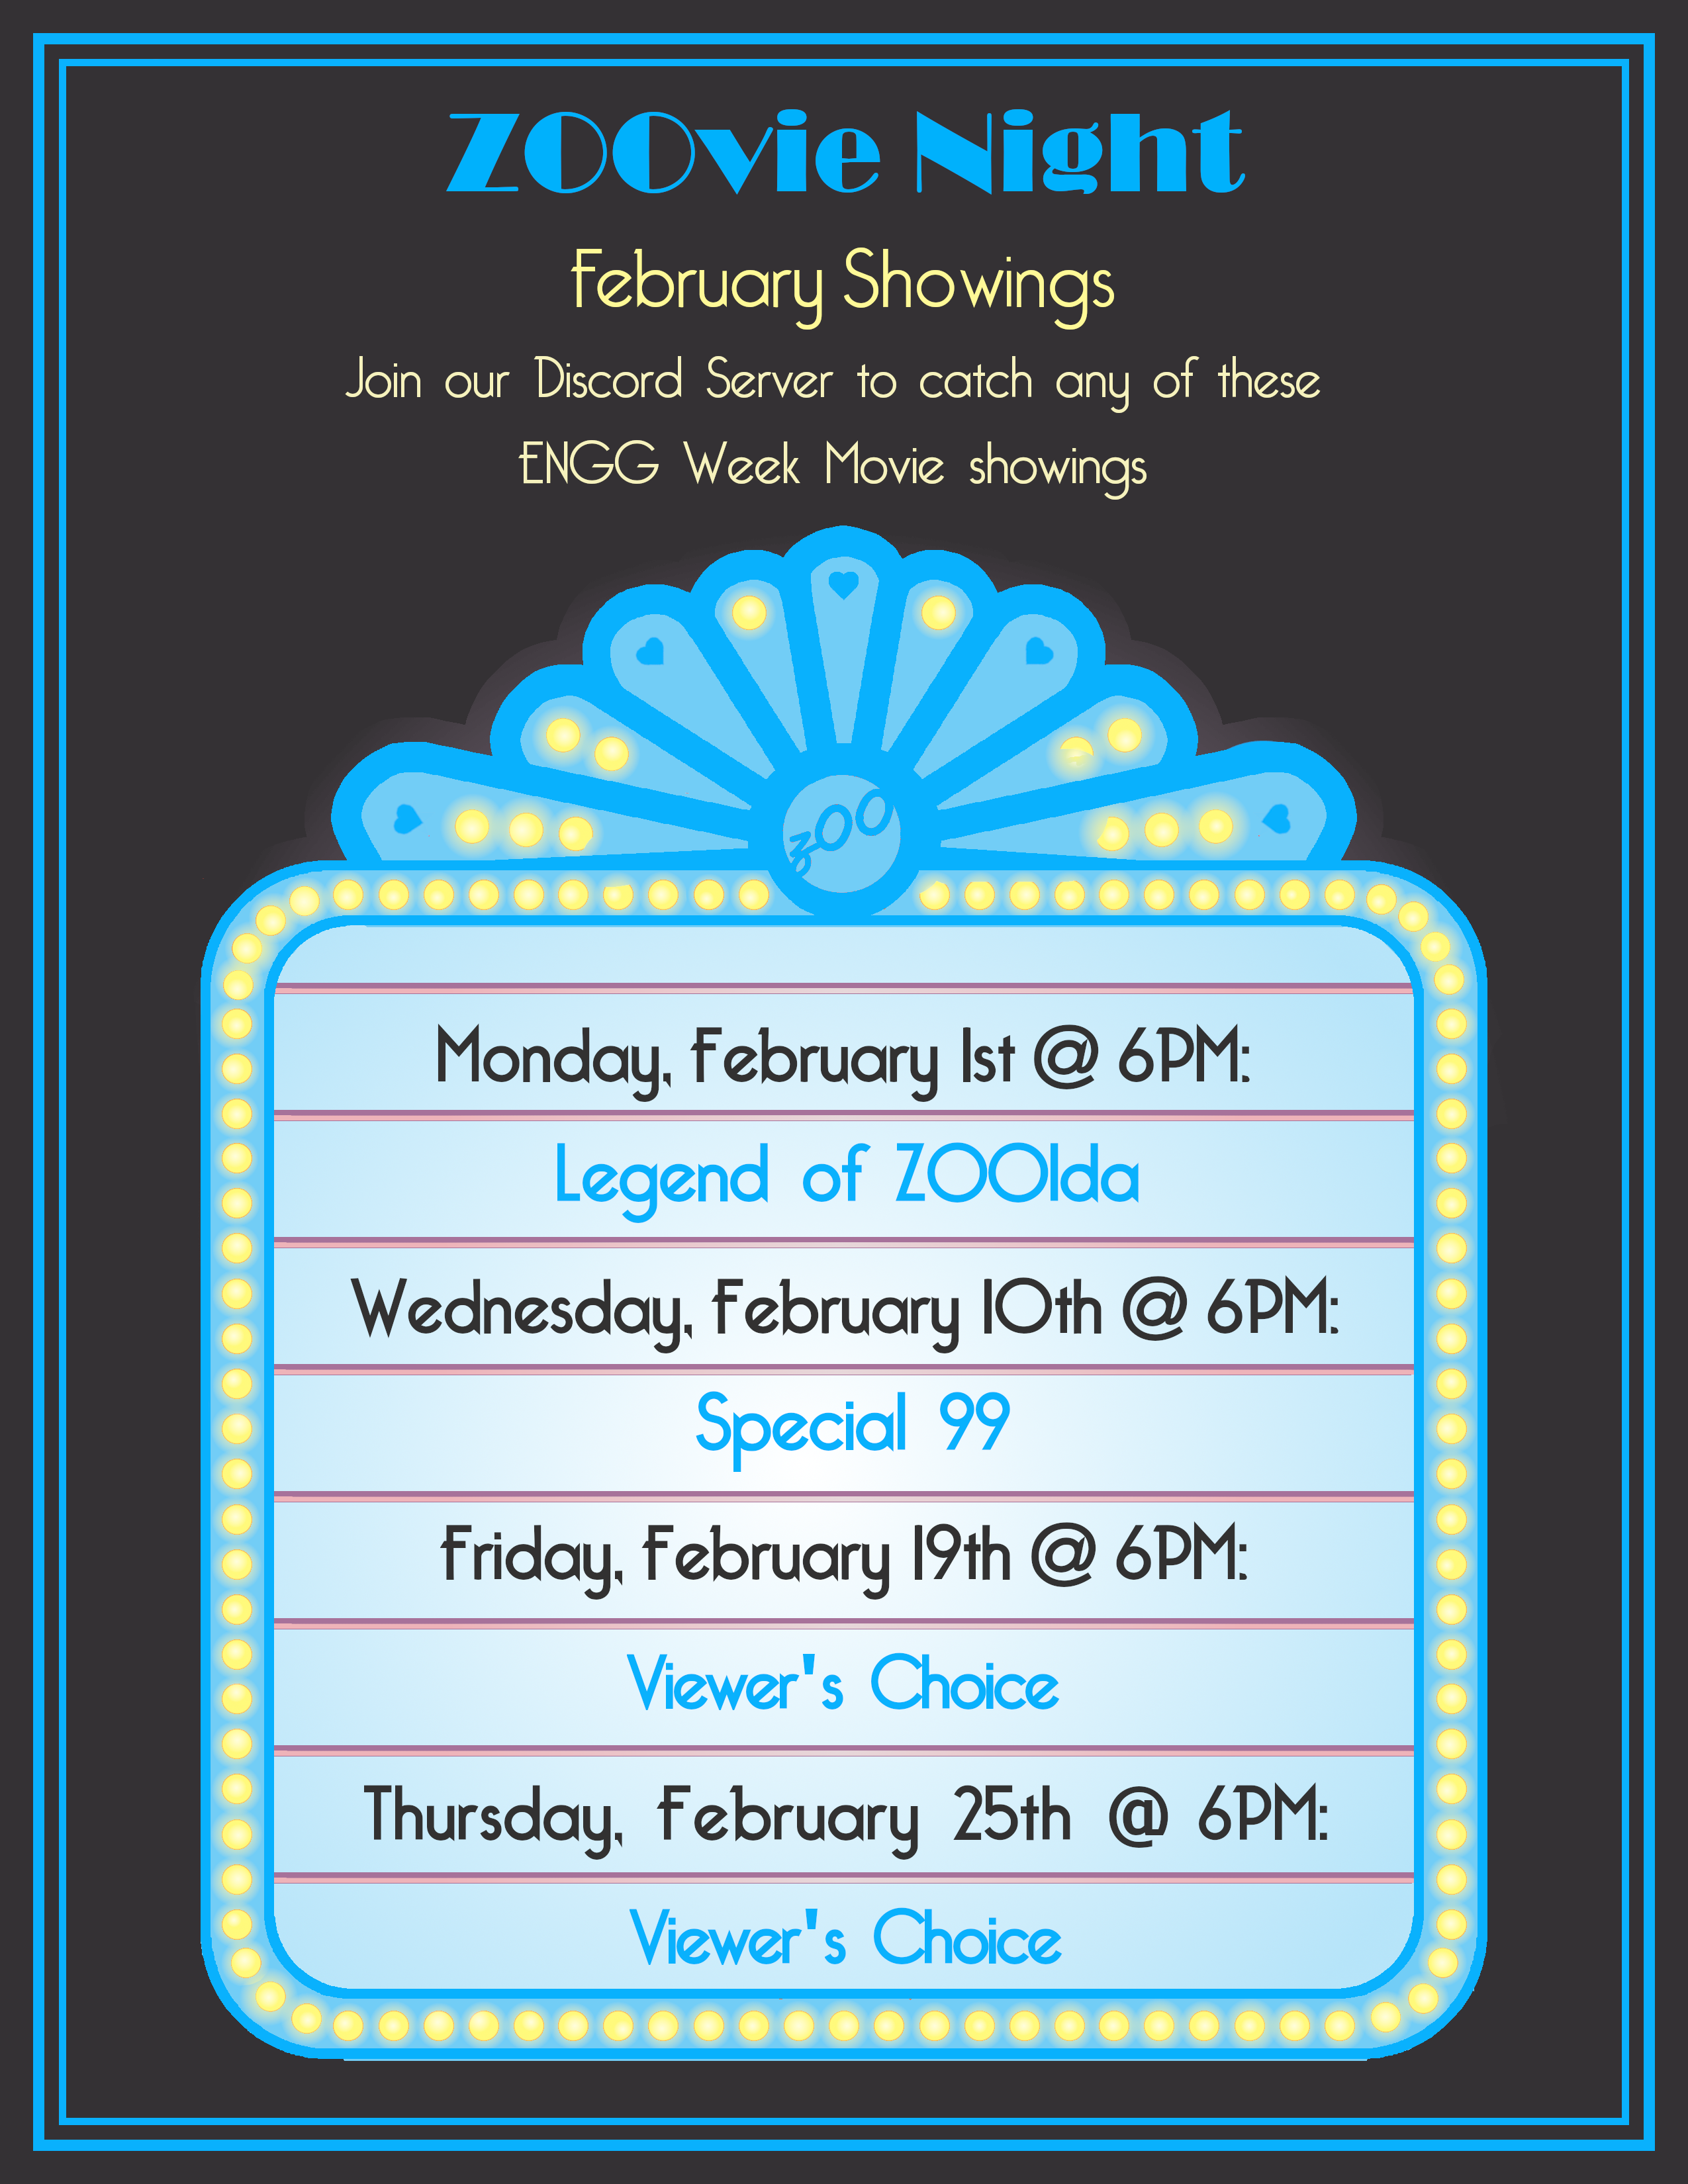 ZOOvie Night
February Showings
Join our Discord Server to catch any of these
ENGG Week Movie showings
zoo
Monday, February 1st @ 6PM:
Legend of ZOOlda
Wednesday, February 10th @ 6PM:
Special 99
Friday, February 19th @ 6PM:
Viewer's Choice
Thursday, February 25th @ 6PM:
Viewer's Choice